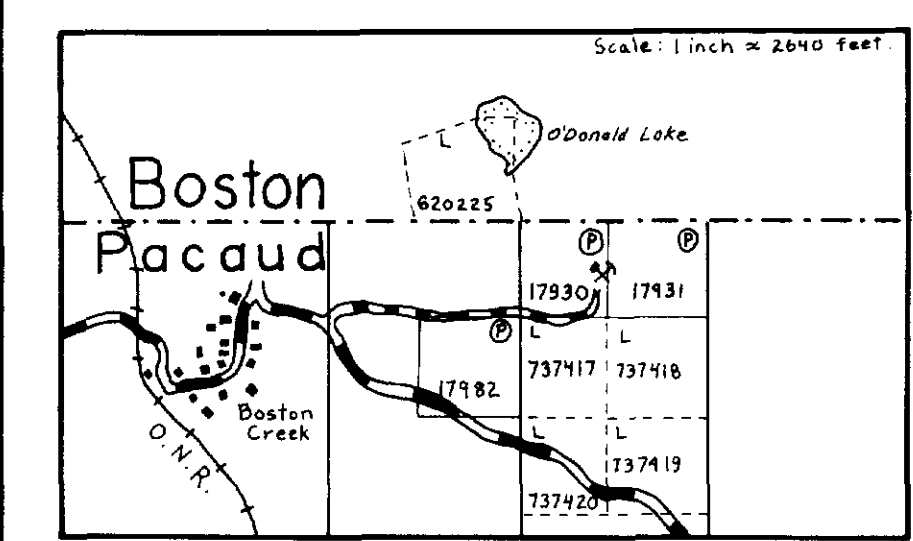 Scale: 1 inch ≈ 2640 feet.
O'Donald Lake
L
Boston
620225
Pacaud
P
P
17930
17931
P
L
L
737417
737418
17982
Boston
Creek
L
L
O.N.R.
737419
737420